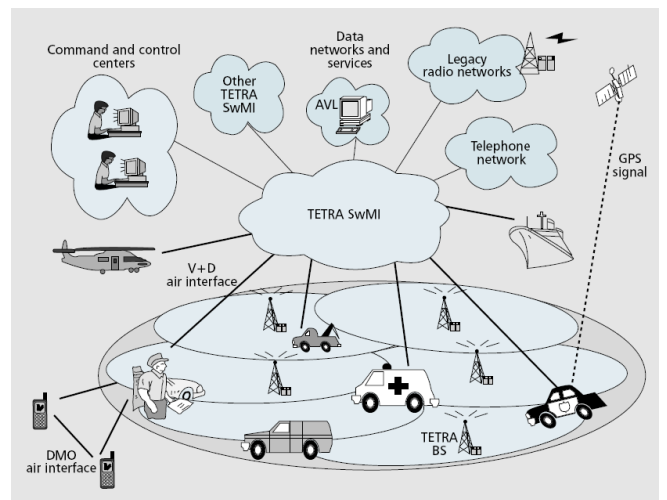 Command and control
centers
Other
TETRA
SwMI
Data
networks and
services
AVL
Legacy
radio networks
Telephone
network
GPS
signal
TETRA SwMI
V+D
air interface
TETRA
BS
DMO
air interface